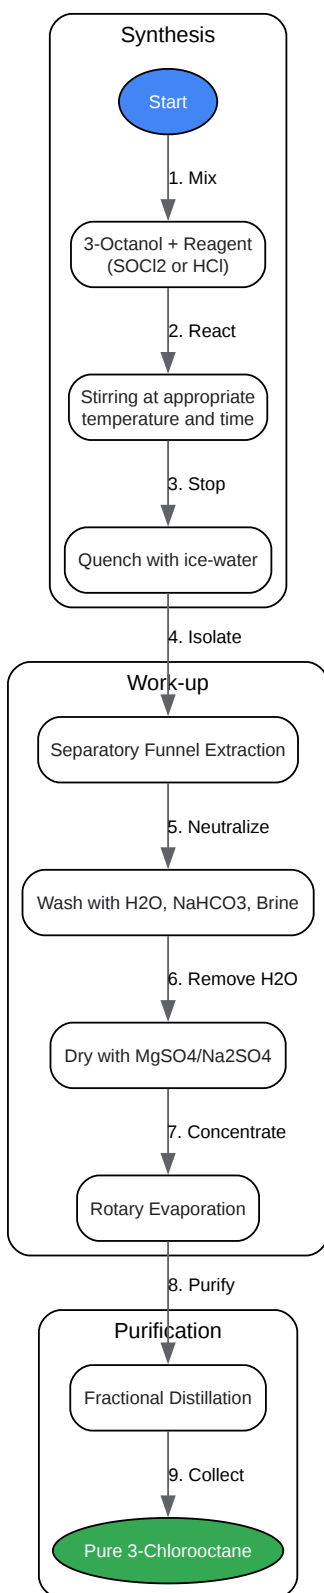 Synthesis
Start
1. Mix
3-Octanol + Reagent
(SOCl2 or HCl)
2. React
Stirring at appropriate
temperature and time
3. Stop
Quench with ice-water
4. Isolate
Work-up
Separatory Funnel Extraction
5. Neutralize
Wash with H2O, NaHCO3, Brine
6. Remove H2O
Dry with MgSO4/Na2SO4
7. Concentrate
Rotary Evaporation
8. Purify
Purification
Fractional Distillation
9. Collect
Pure 3-Chlorooctane